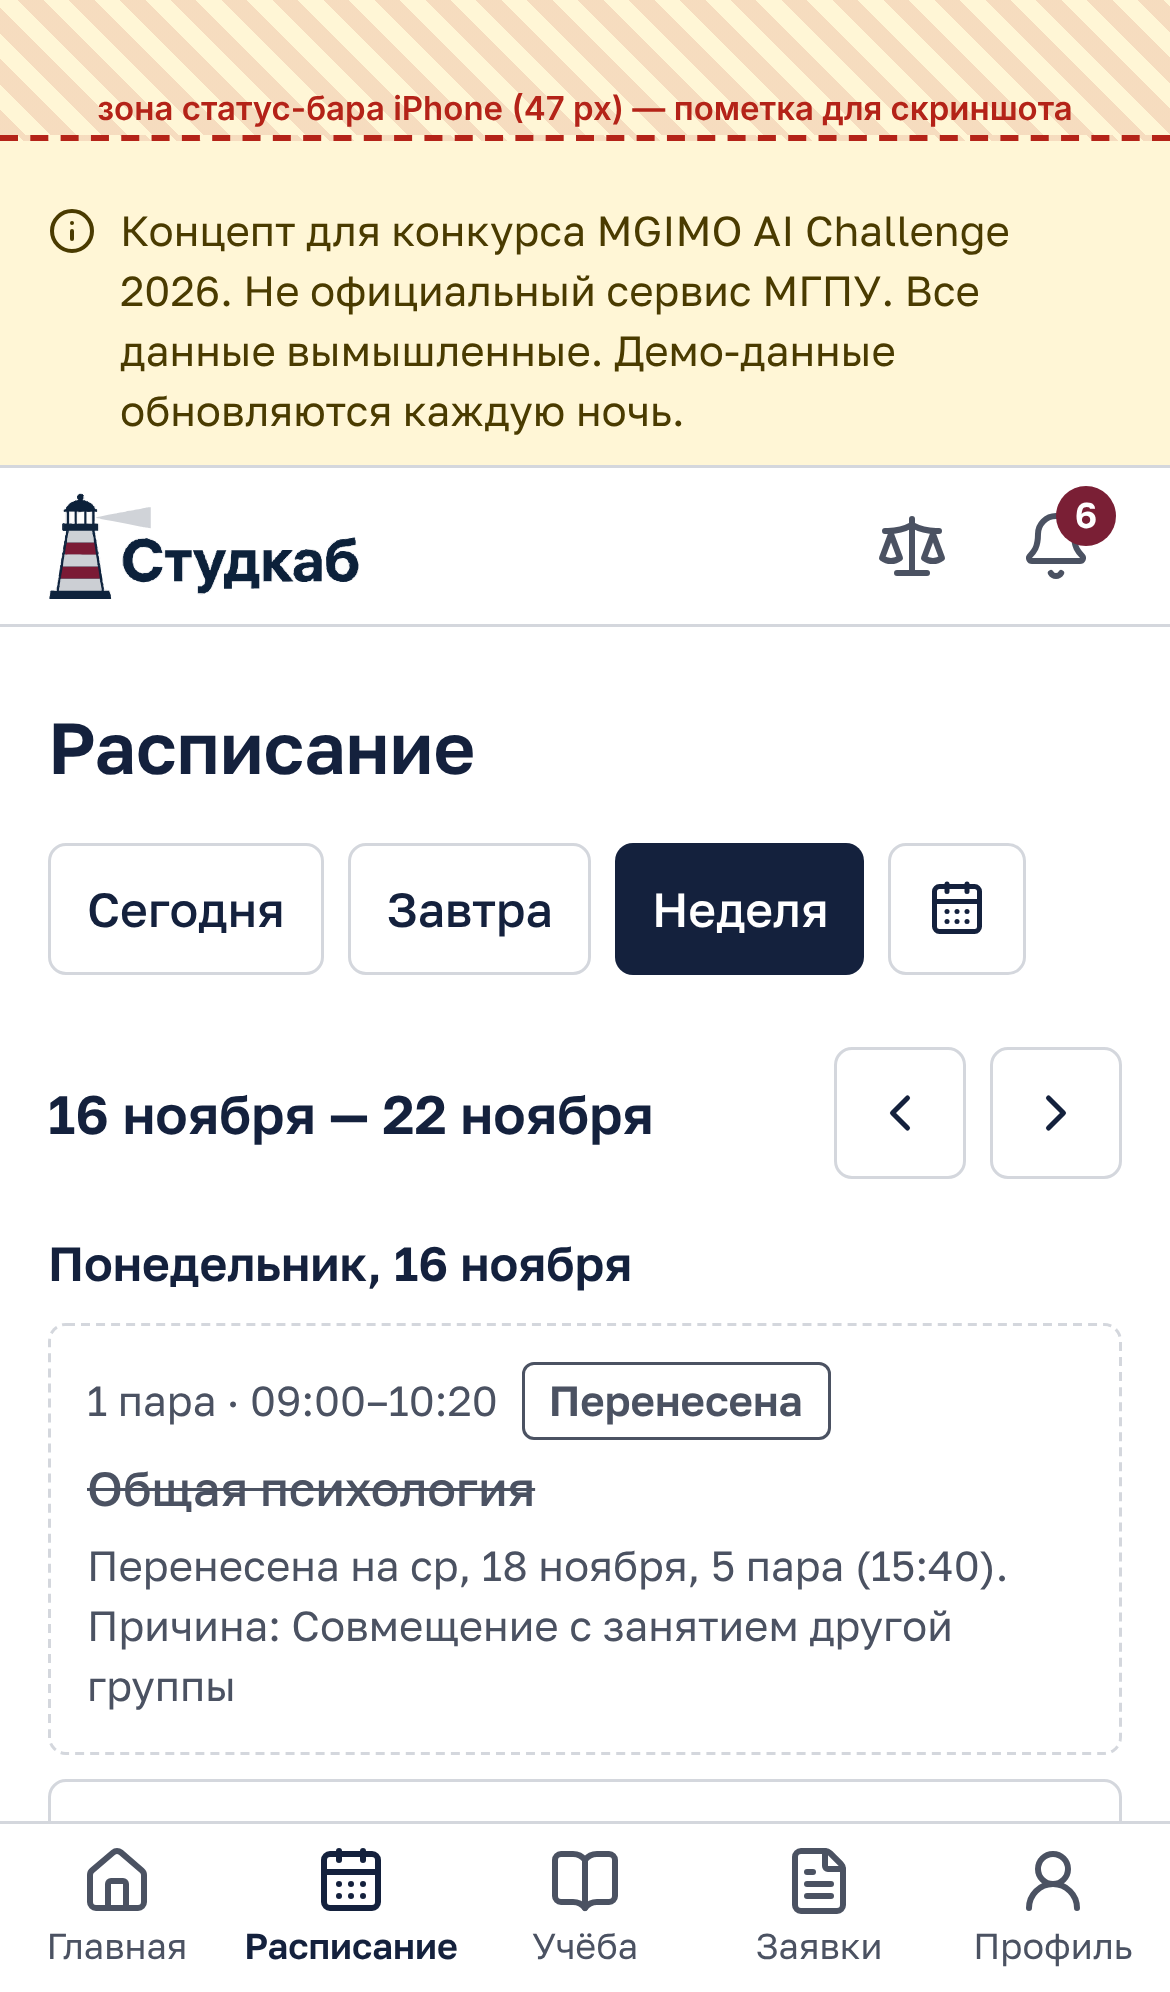 зона статус-бара iPhone (47 px) — пометка для скриншота
Концепт для конкурса MGIMO AI Challenge
2026. Не официальный сервис МГПУ. Все
данные вымышленные. Демо-данные
обновляются каждую ночь.
Студкаб
6
Расписание
Сегодня
Завтра
Неделя
16 ноября — 22 ноября
Понедельник, 16 ноября
1 пара · 09:00–10:20
Перенесена
Общая психология
Перенесена на ср, 18 ноября, 5 пара (15:40).
Причина: Совмещение с занятием другой
группы
Главная
Расписание
Учёба
Заявки
Профиль